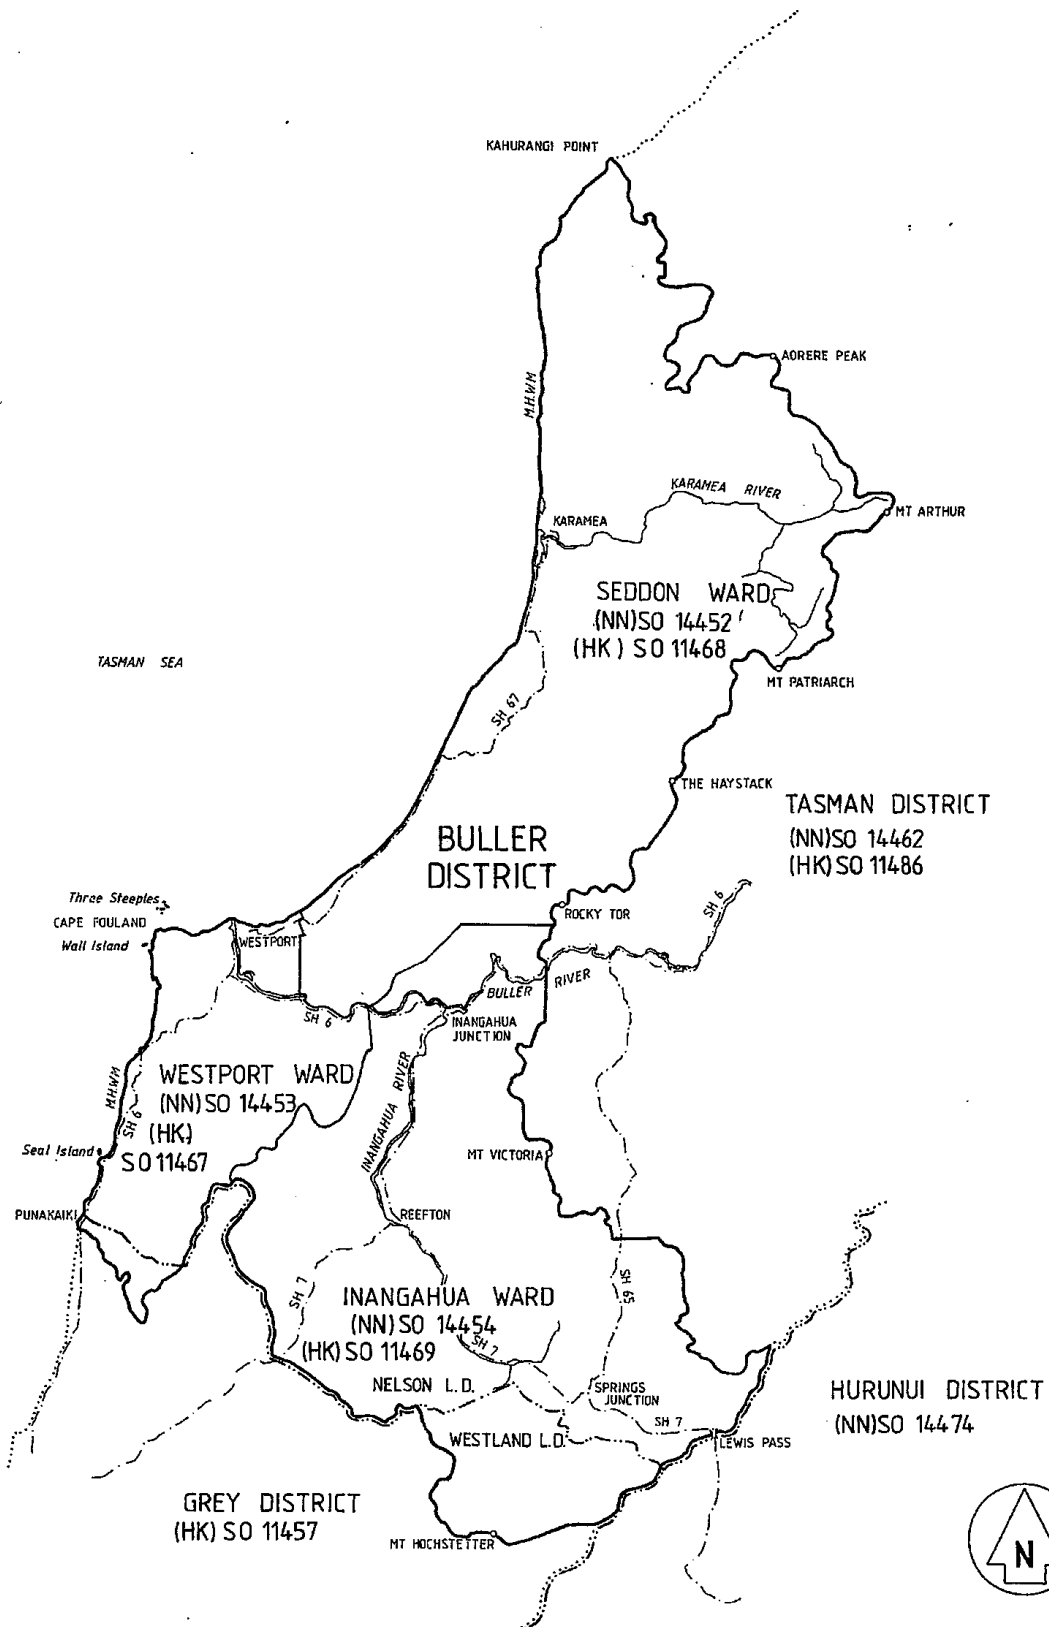 KAHURANGI POINT
AORERE PEAK
M.H.W.M
KARAMEA RIVER
MT ARTHUR
KARAMEA
SEDDON WARD
(NN)SO 14452
(HK) SO 11468
TASMAN SEA
MT PATRIARCH
SH 67
THE HAYSTACK
TASMAN DISTRICT
(NN)SO 14462
(HK)SO 11486
BULLER
DISTRICT
SH 6
Three Steeples
CAPE FOULAND
Wall Island
ROCKY TOR
WESTPORT
BULLER RIVER
SH 6
INANGAHUA
JUNCTION
WESTPORT WARD
(NN)SO 14453
(HK)
SO 11467
M.H.W.M
SH 6
INANGAHUA RIVER
Seal Island
MT VICTORIA
PUNAKAIKI
REEFTON
SH 7
SH 65
INANGAHUA WARD
(NN)SO 14454
(HK)SO 11469
SH 7
NELSON L.D.
SPRINGS
JUNCTION
HURUNUI DISTRICT
(NN)SO 14474
SH 7
WESTLAND L.D.
LEWIS PASS
GREY DISTRICT
(HK) SO 11457
MT HOCHSTETTER
N